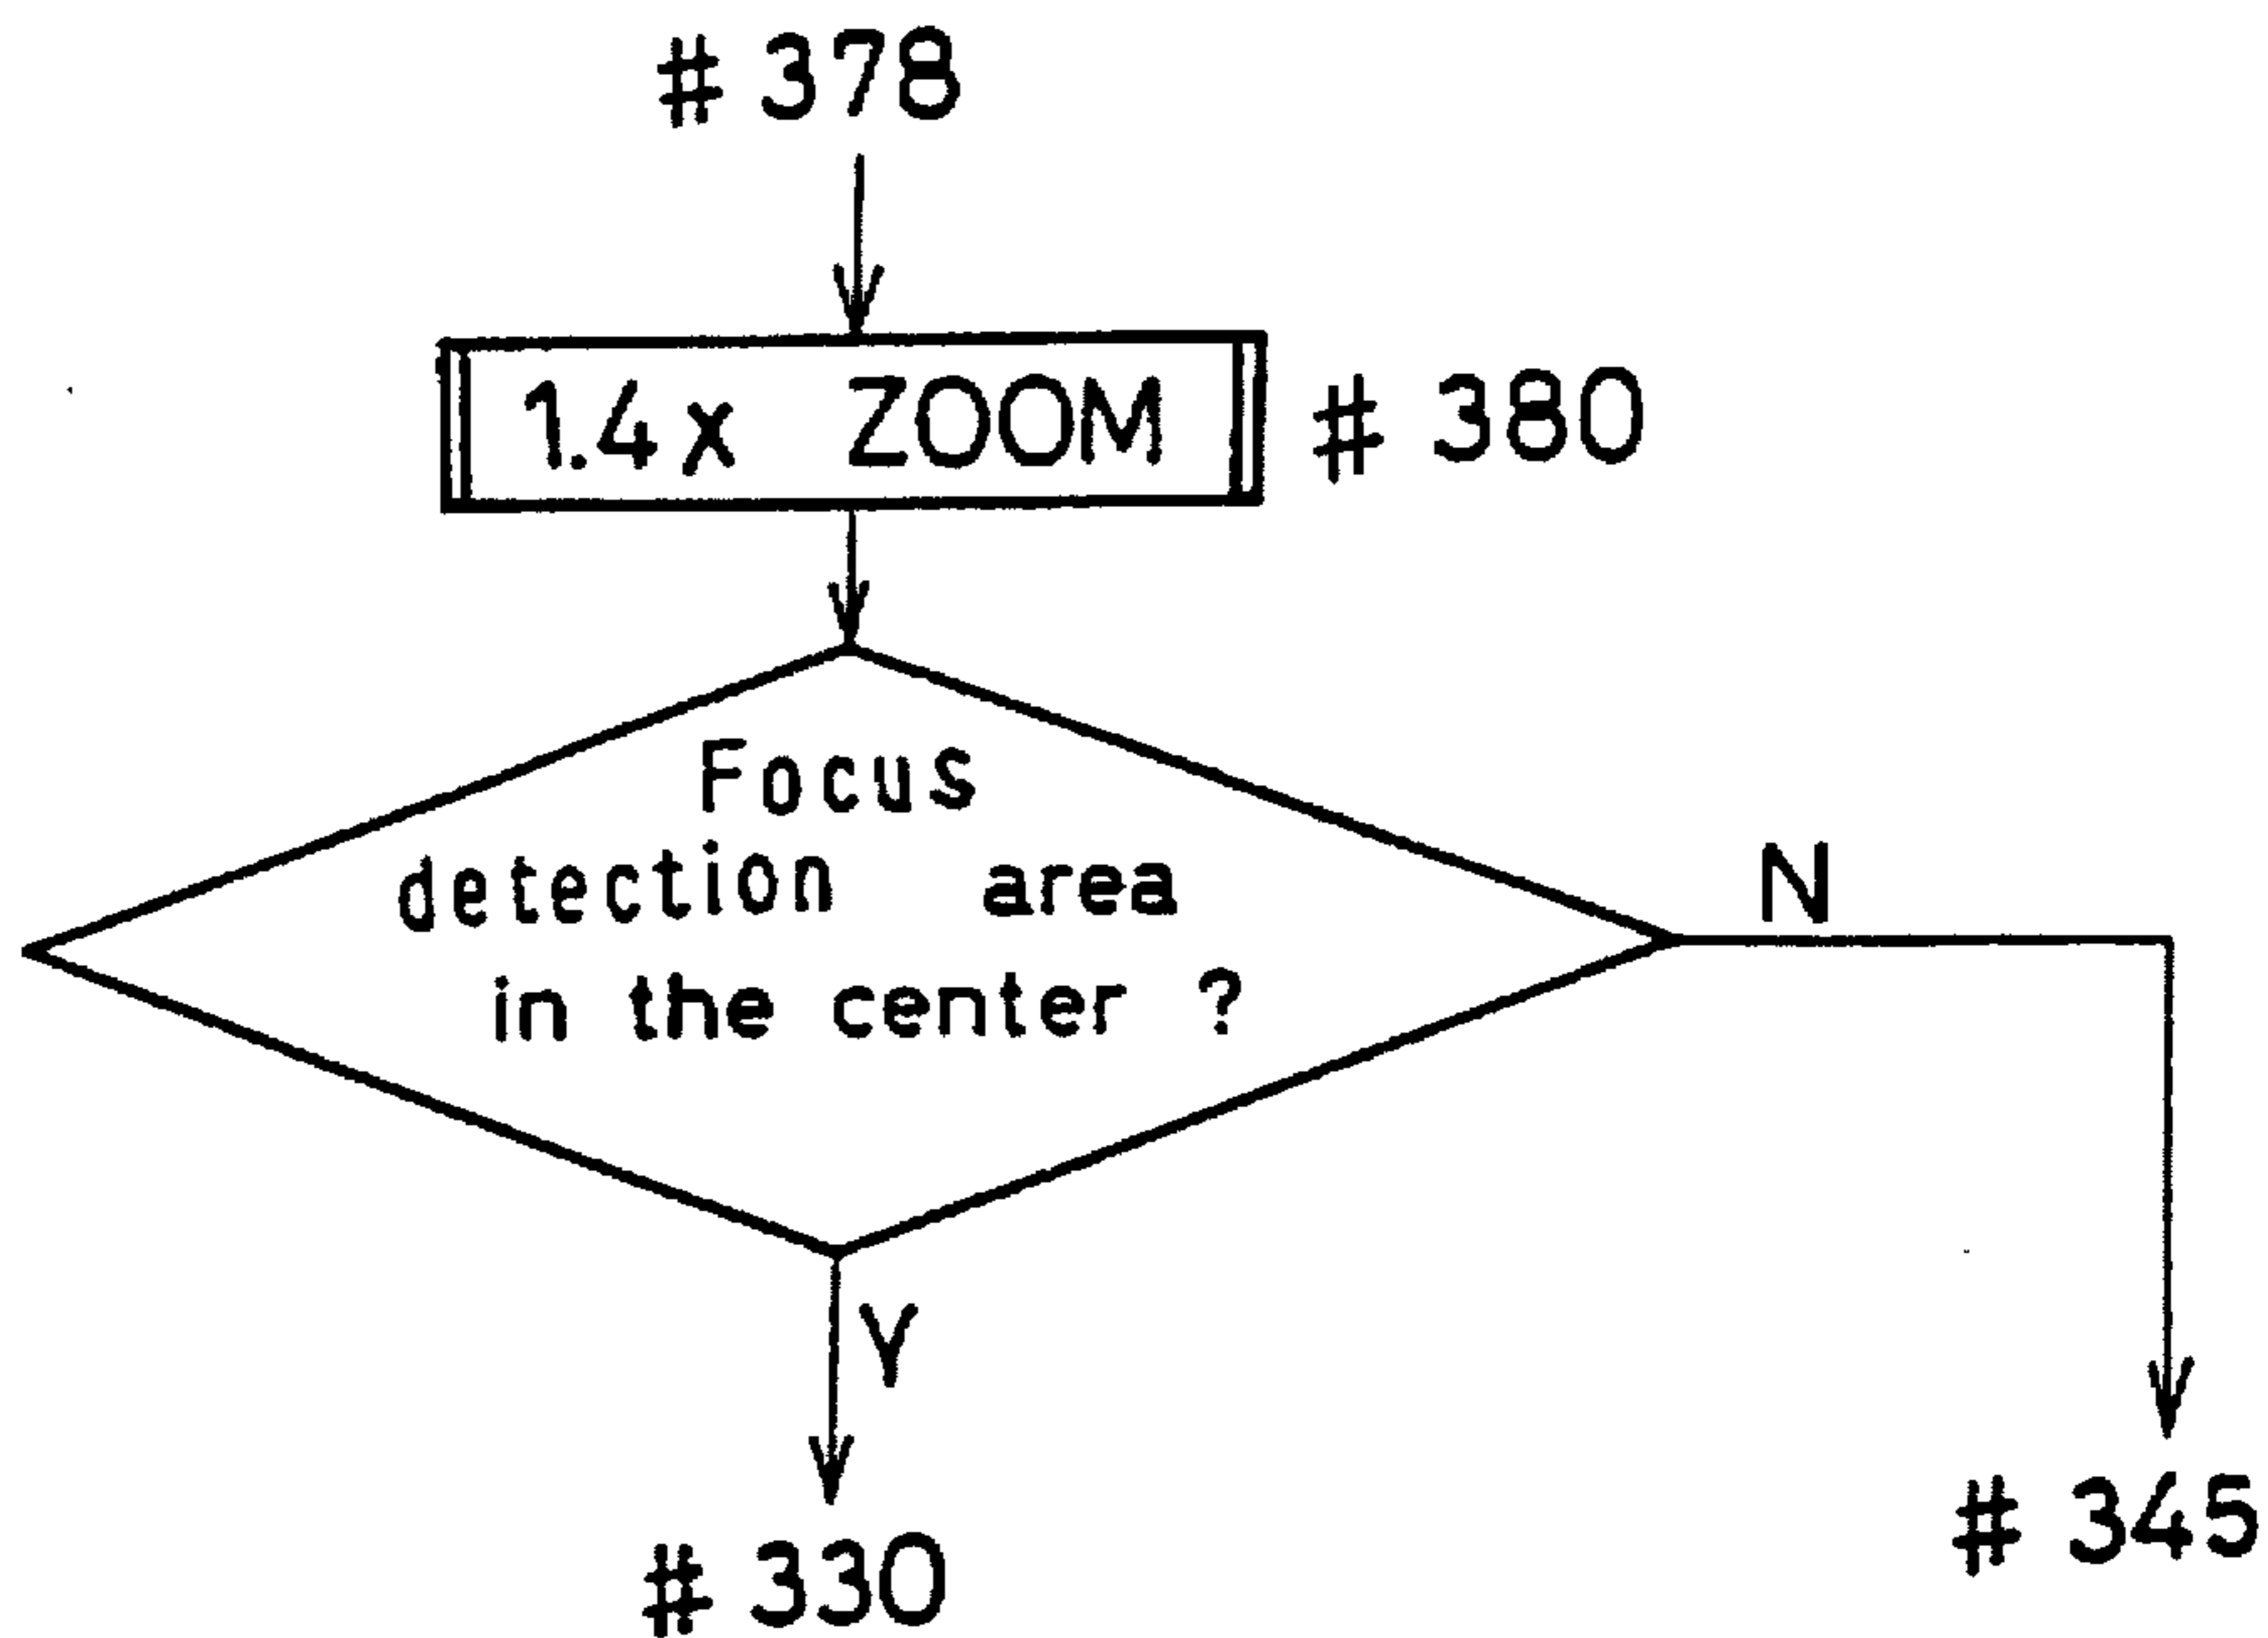 # 378
1.4x ZOOM # 380
Focus
detection area
in the center ?
N
Y
# 345
# 330